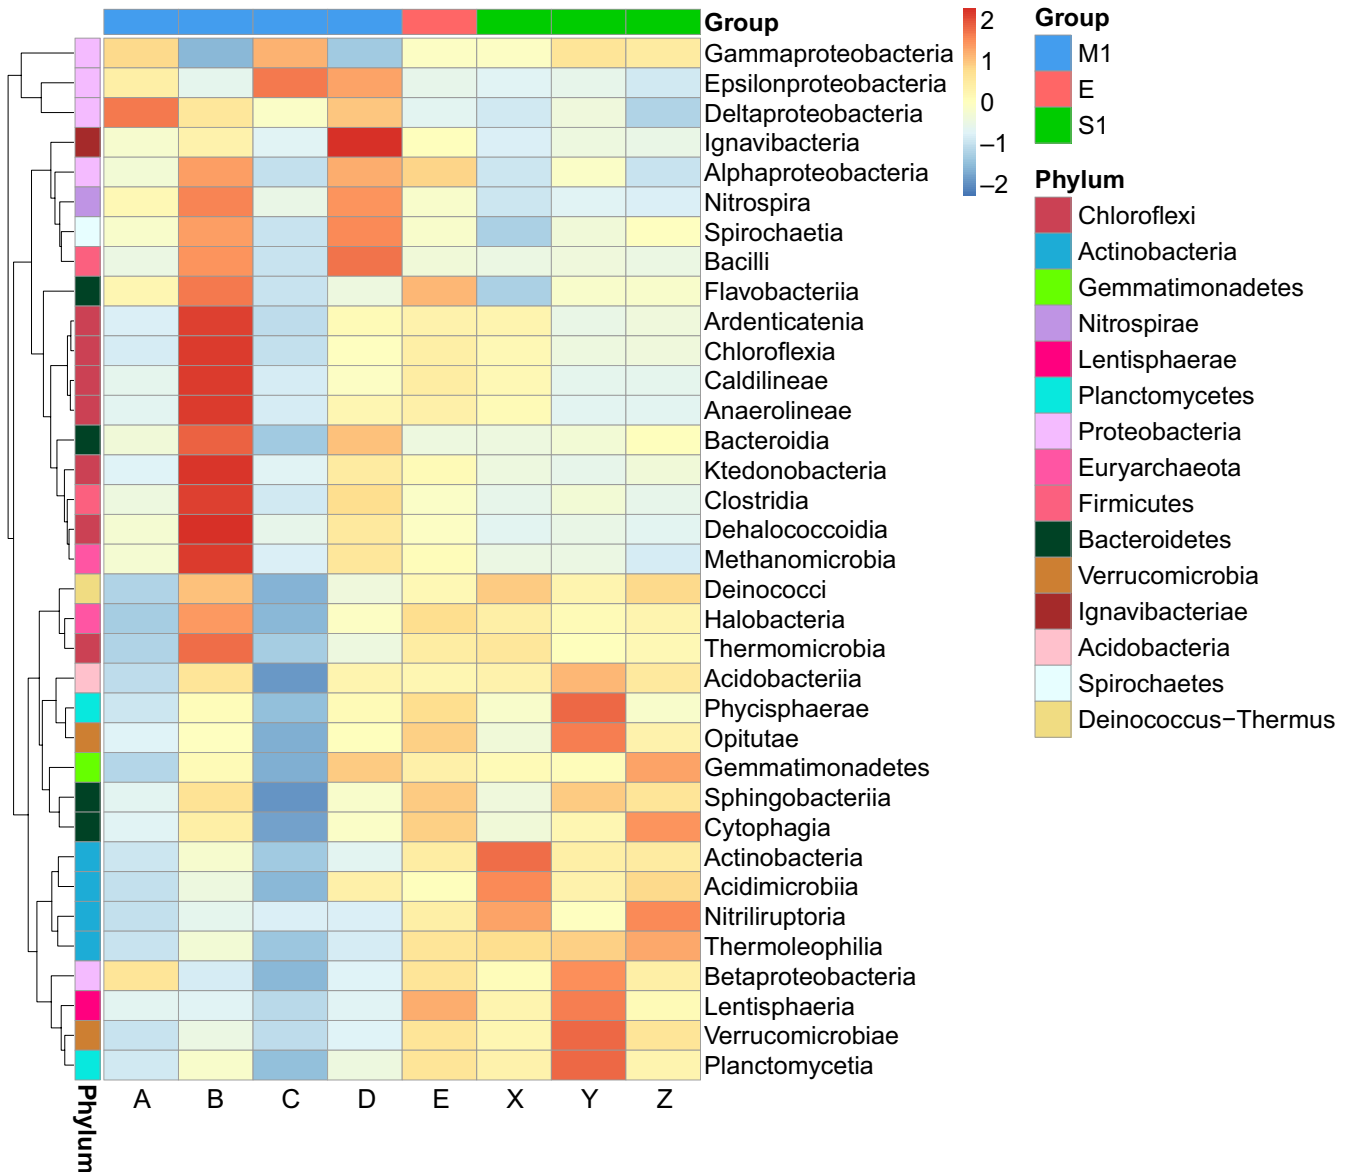 Group
Gammaproteobacteria
Epsilonproteobacteria
Deltaproteobacteria
Ignavibacteria
Alphaproteobacteria
Nitrospira
Spirochaetia
Bacilli
Flavobacteriia
Ardenticatenia
Chloroflexia
Caldilineae
Anaerolineae
Bacteroidia
Ktedonobacteria
Clostridia
Dehalococcoidia
Methanomicrobia
Deinococci
Halobacteria
Thermomicrobia
Acidobacteriia
Phycisphaerae
Opitutae
Gemmatimonadetes
Sphingobacteriia
Cytophagia
Actinobacteria
Acidimicrobiia
Nitriliruptoria
Thermoleophilia
Betaproteobacteria
Lentisphaeria
Verrucomicrobiae
Planctomycetia
A B C D E X Y Z
Phylum
2
1
0
−1
−2
Group
M1
E
S1
Phylum
Chloroflexi
Actinobacteria
Gemmatimonadetes
Nitrospirae
Lentisphaerae
Planctomycetes
Proteobacteria
Euryarchaeota
Firmicutes
Bacteroidetes
Verrucomicrobia
Ignavibacteriae
Acidobacteria
Spirochaetes
Deinococcus−Thermus